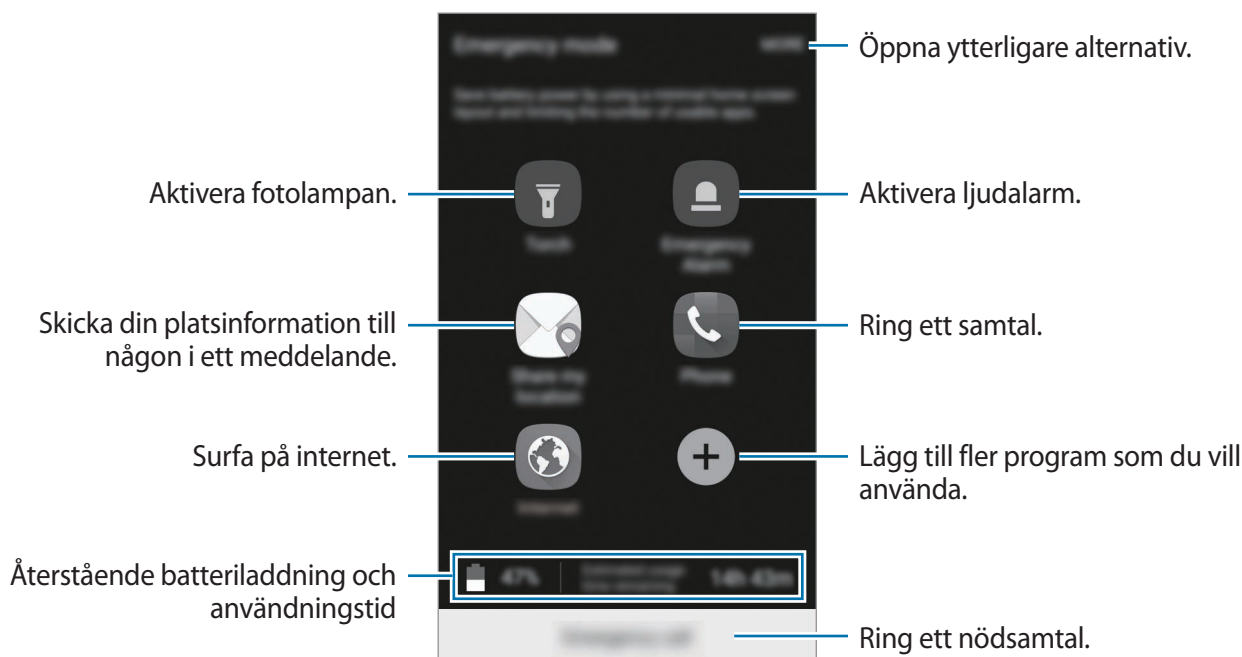 Emergency mode
MORE
Öppna ytterligare alternativ.
Save battery power by using a minimal home screen
layout and limiting the number of usable apps.
Aktivera fotolampan.
Aktivera ljudalarm.
Torch
Emergency
Alarm
Skicka din platsinformation till
någon i ett meddelande.
Ring ett samtal.
Share my
location
Phone
Surfa på internet.
Lägg till fler program som du vill
använda.
Internet
Återstående batteriladdning och
användningstid
47%
Estimated usage
time remaining
14h 43m
Emergency call
Ring ett nödsamtal.